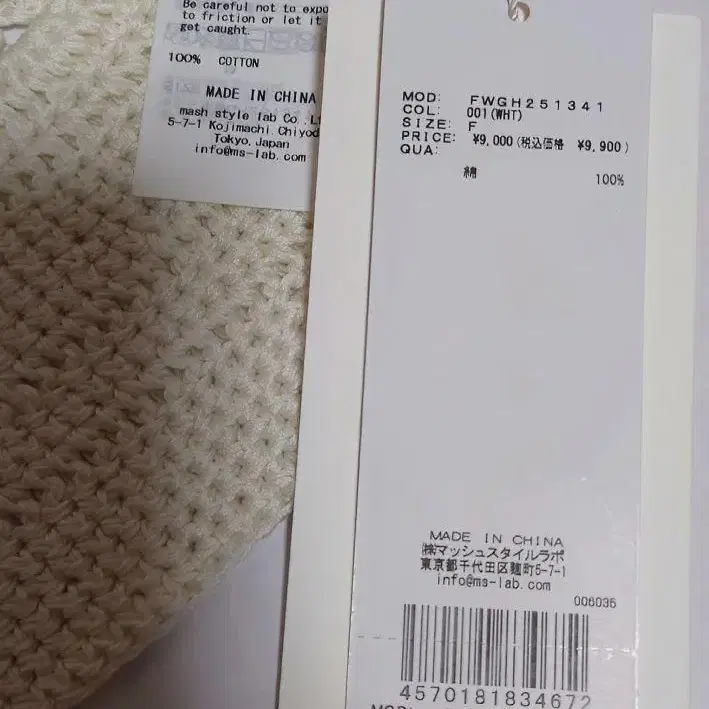 Be careful not to expo
to friction or let it
get caught.
100% COTTON
MADE IN CHINA
mash style lab Co.,Lt
5-7-1 Kojimachi, Chiyod
Tokyo, Japan
info@ms-lab.com
MOD: FWGH251341
COL: 001(WHT)
SIZE: F
PRICE: ¥9,000(税込価格 ¥9,900)
QUA:
綿 100%
MADE IN CHINA
㈱マッシュスタイルラボ
東京都千代田区麹町5-7-1
info@ms-lab.com
006035
4570181834672